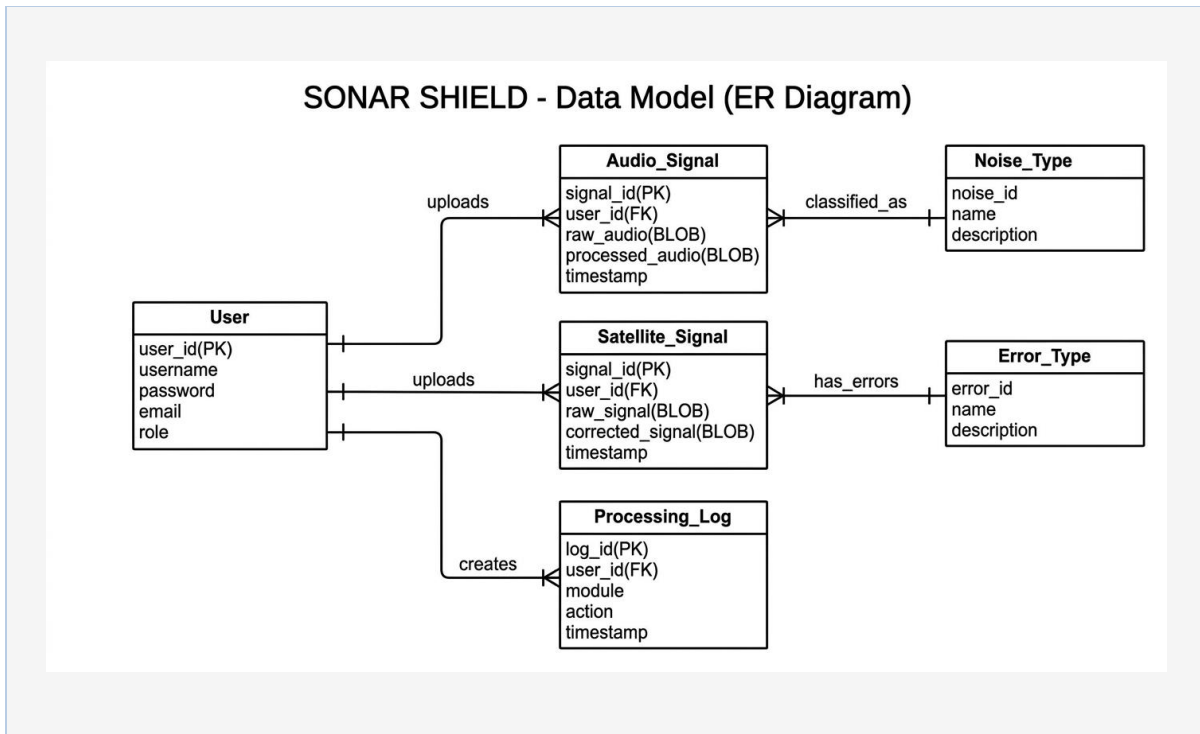 SONAR SHIELD - Data Model (ER Diagram)
Audio_Signal
signal_id(PK)
user_id(FK)
raw_audio(BLOB)
processed_audio(BLOB)
timestamp
Noise_Type
noise_id
name
description
uploads
classified_as
User
user_id(PK)
username
password
email
role
uploads
Satellite_Signal
signal_id(PK)
user_id(FK)
raw_signal(BLOB)
corrected_signal(BLOB)
timestamp
has_errors
Error_Type
error_id
name
description
creates
Processing_Log
log_id(PK)
user_id(FK)
module
action
timestamp